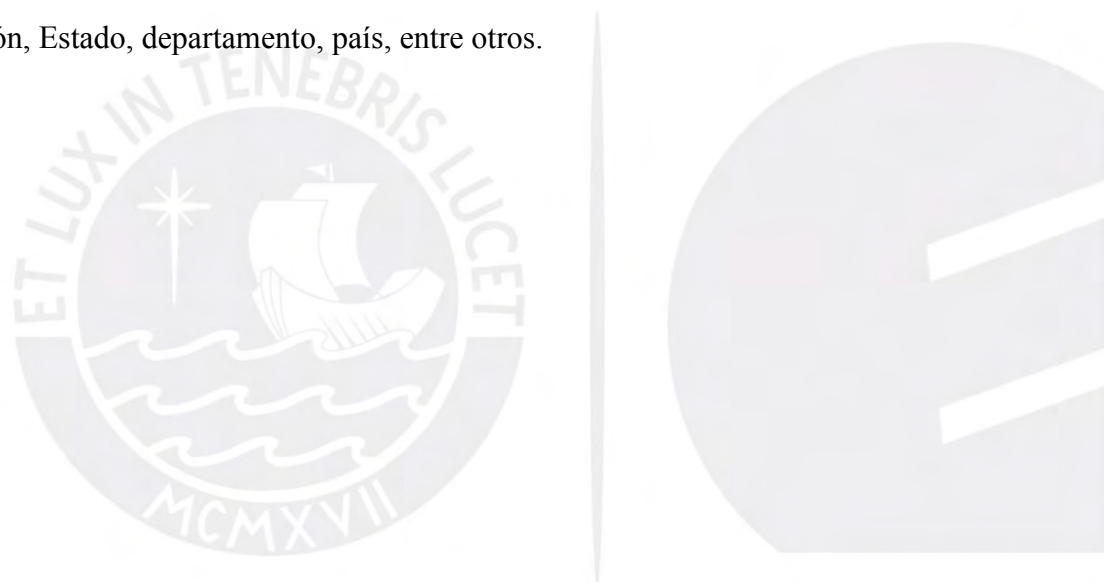 ón, Estado, departamento, país, entre otros.
ET LUX IN TENEBRIS LUCET
MCMXVII